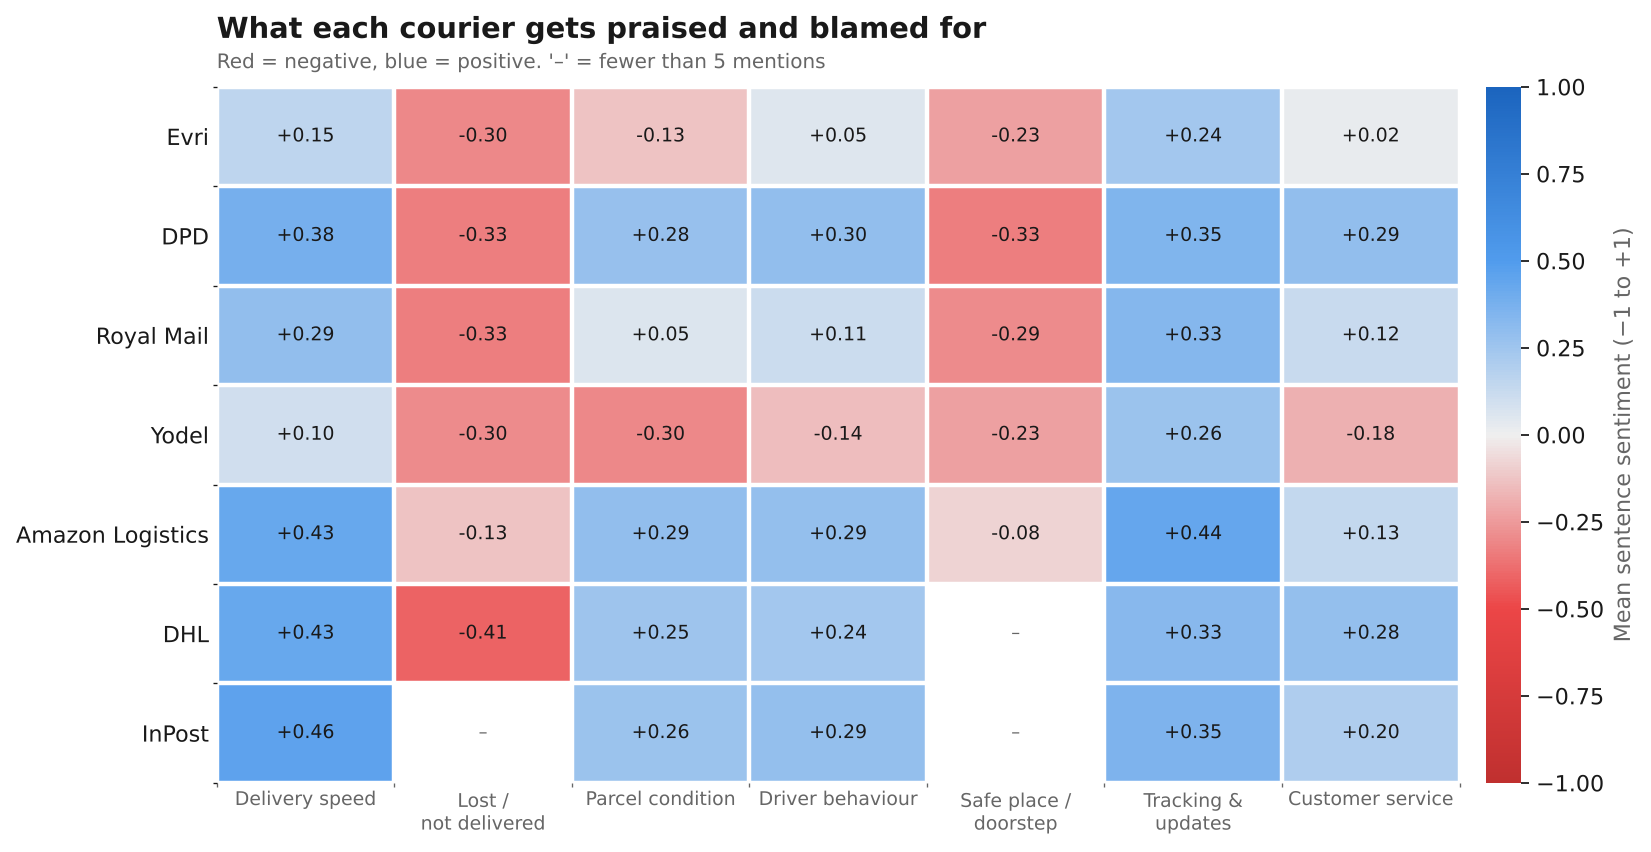 What each courier gets praised and blamed for
Red = negative, blue = positive. '–' = fewer than 5 mentions
Evri +0.15 -0.30 -0.13 +0.05 -0.23 +0.24 +0.02
DPD +0.38 -0.33 +0.28 +0.30 -0.33 +0.35 +0.29
Royal Mail +0.29 -0.33 +0.05 +0.11 -0.29 +0.33 +0.12
Yodel +0.10 -0.30 -0.30 -0.14 -0.23 +0.26 -0.18
Amazon Logistics +0.43 -0.13 +0.29 +0.29 -0.08 +0.44 +0.13
DHL +0.43 -0.41 +0.25 +0.24 – +0.33 +0.28
InPost +0.46 – +0.26 +0.29 – +0.35 +0.20
Delivery speed
Lost /
not delivered
Parcel condition
Driver behaviour
Safe place /
doorstep
Tracking &
updates
Customer service
1.00
0.75
0.50
0.25
0.00
−0.25
−0.50
−0.75
−1.00
Mean sentence sentiment (−1 to +1)